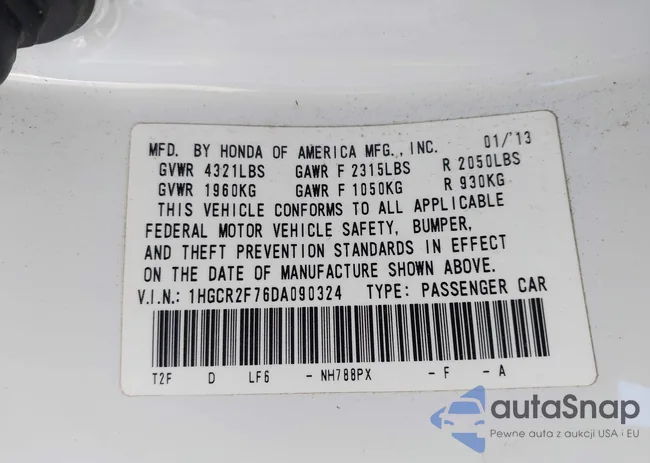 MFD. BY HONDA OF AMERICA MFG., INC. 01/'13
GVWR 4321LBS GAWR F 2315LBS R 2050LBS
GVWR 1960KG GAWR F 1050KG R 930KG
THIS VEHICLE CONFORMS TO ALL APPLICABLE
FEDERAL MOTOR VEHICLE SAFETY, BUMPER,
AND THEFT PREVENTION STANDARDS IN EFFECT
ON THE DATE OF MANUFACTURE SHOWN ABOVE.
V.I.N.: 1HGCR2F76DA090324 TYPE: PASSENGER CAR
T2F D LF6 - NH788PX - F - A
autaSnap
Pewne auta z aukcji USA i EU